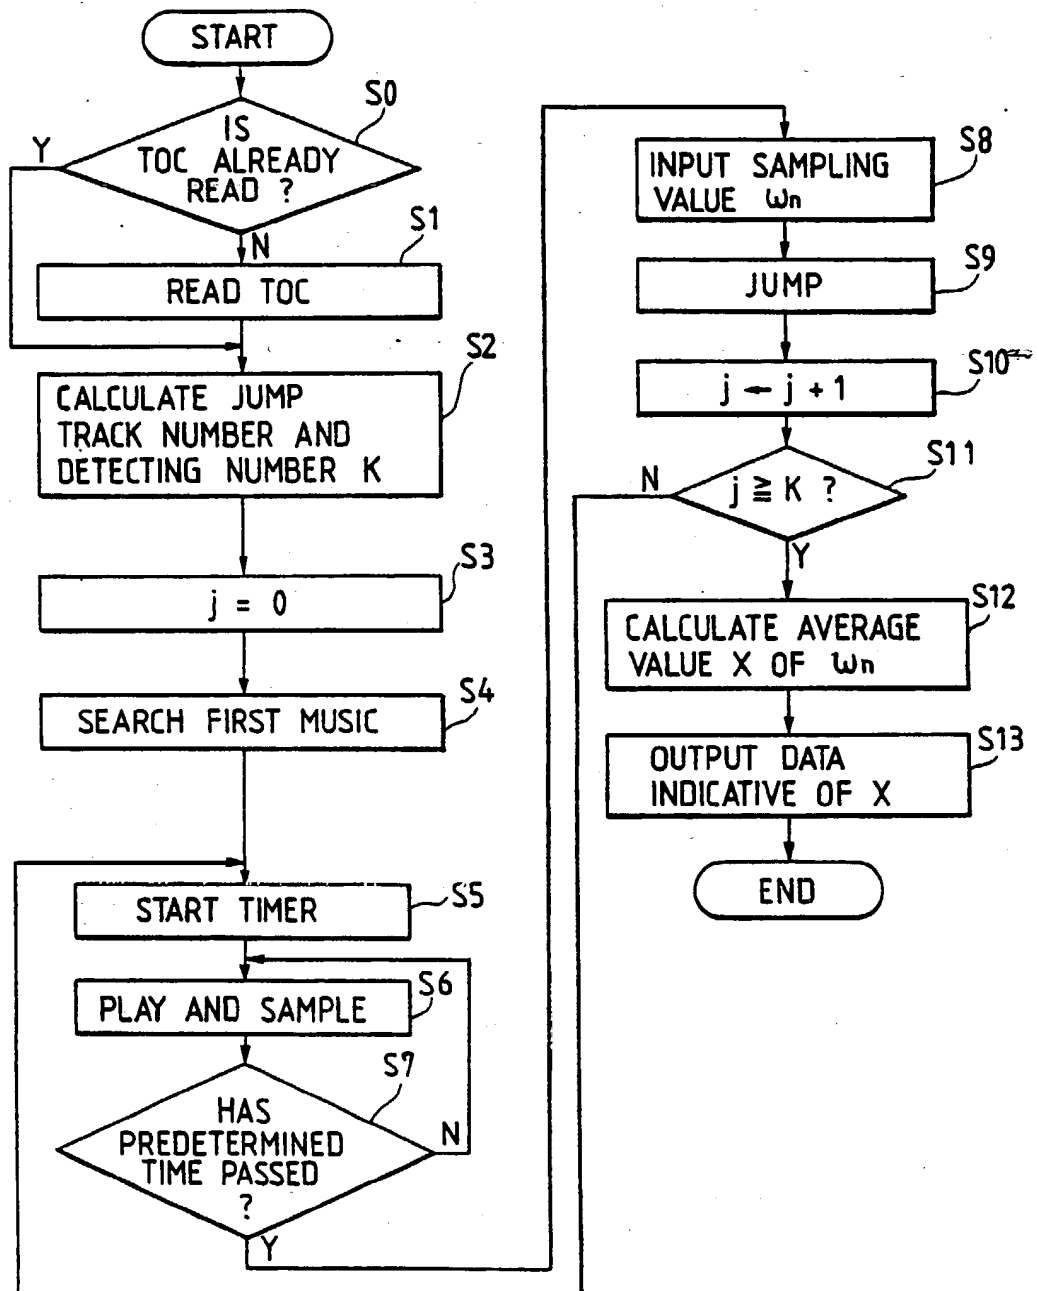 START
S0
IS
TOC ALREADY
READ ?
Y
N
S1
READ TOC
S2
CALCULATE JUMP
TRACK NUMBER AND
DETECTING NUMBER K
S3
j = 0
S4
SEARCH FIRST MUSIC
S5
START TIMER
S6
PLAY AND SAMPLE
S7
HAS
PREDETERMINED
TIME PASSED
?
N
Y
S8
INPUT SAMPLING
VALUE ωn
S9
JUMP
S10
j ← j + 1
S11
j ≧ K ?
N
Y
S12
CALCULATE AVERAGE
VALUE X OF ωn
S13
OUTPUT DATA
INDICATIVE OF X
END